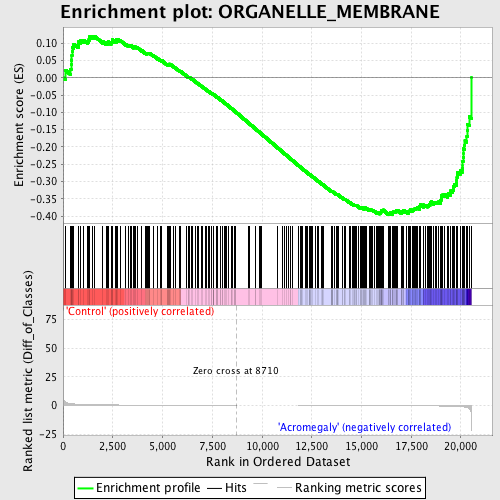 Enrichment plot: ORGANELLE_MEMBRANE
Enrichment score (ES)
0.10
0.05
0.00
-0.05
-0.10
-0.15
-0.20
-0.25
-0.30
-0.35
-0.40
'Control' (positively correlated)
Ranked list metric (Diff_of_Classes)
75
50
25
0
-25
Zero cross at 8710
'Acromegaly' (negatively correlated)
0
2,500
5,000
7,500
10,000
12,500
15,000
17,500
20,000
Rank in Ordered Dataset
Enrichment profile
Hits
Ranking metric scores